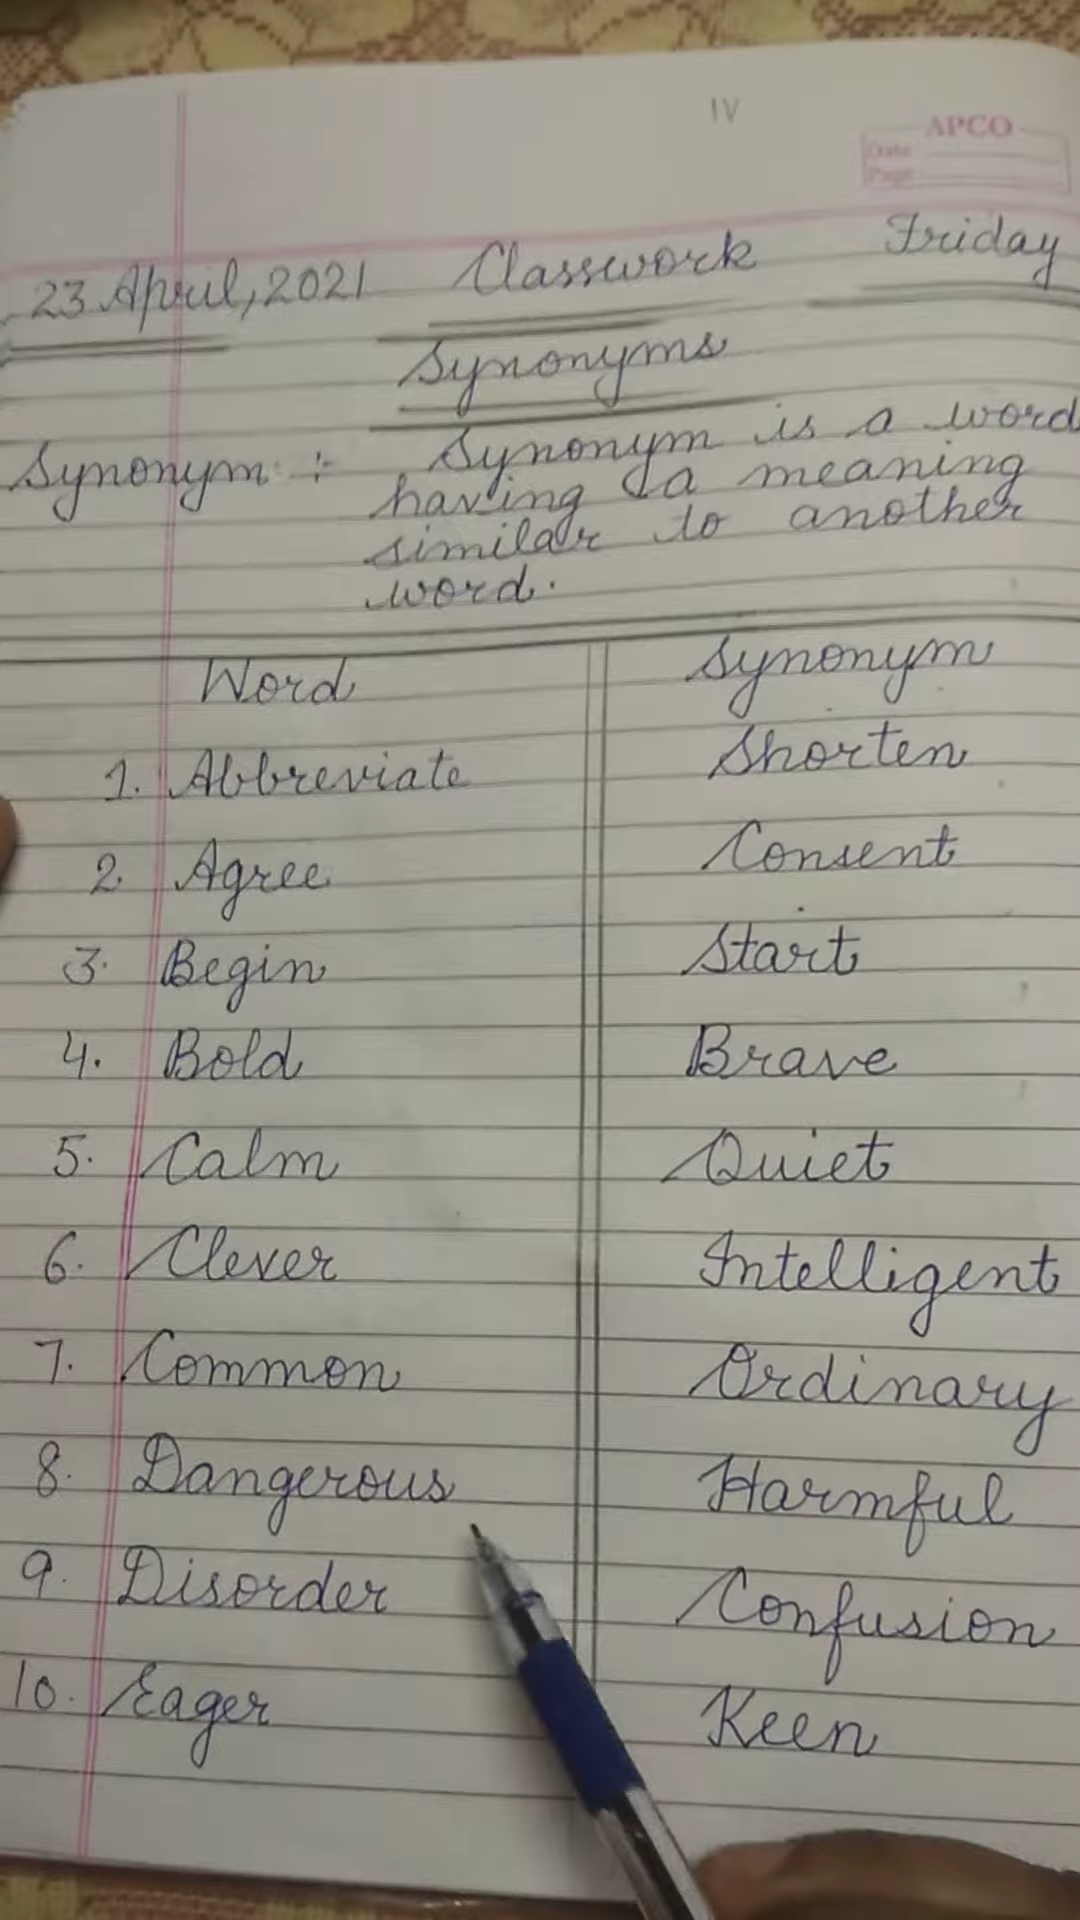 IV
APCO
Date
Page
23 April, 2021 Classwork Friday
Synonyms
Synonym :- Synonym is a word
having a meaning
similar to another
word.
Word Synonym
1. Abbreviate Shorten
2. Agree Consent
3. Begin Start
4. Bold Brave
5. Calm Quiet
6. Clever Intelligent
7. Common Ordinary
8. Dangerous Harmful
9. Disorder Confusion
10. Eager Keen